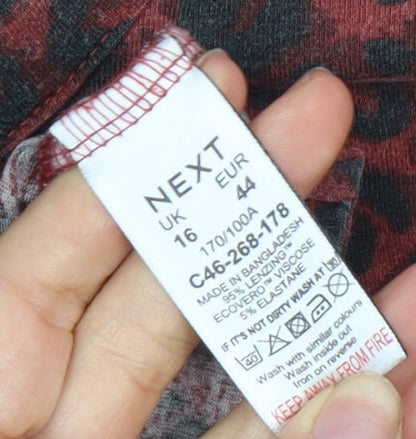 NEXT
UK EUR
16 44
170/100A
C46-268-178
MADE IN BANGLADESH
95% LENZING™
ECOVERO™ VISCOSE
5% ELASTANE
IF IT'S NOT DIRTY WASH AT 30
40
Wash with similar colours
Wash inside out
Iron on reverse
KEEP AWAY FROM FIRE